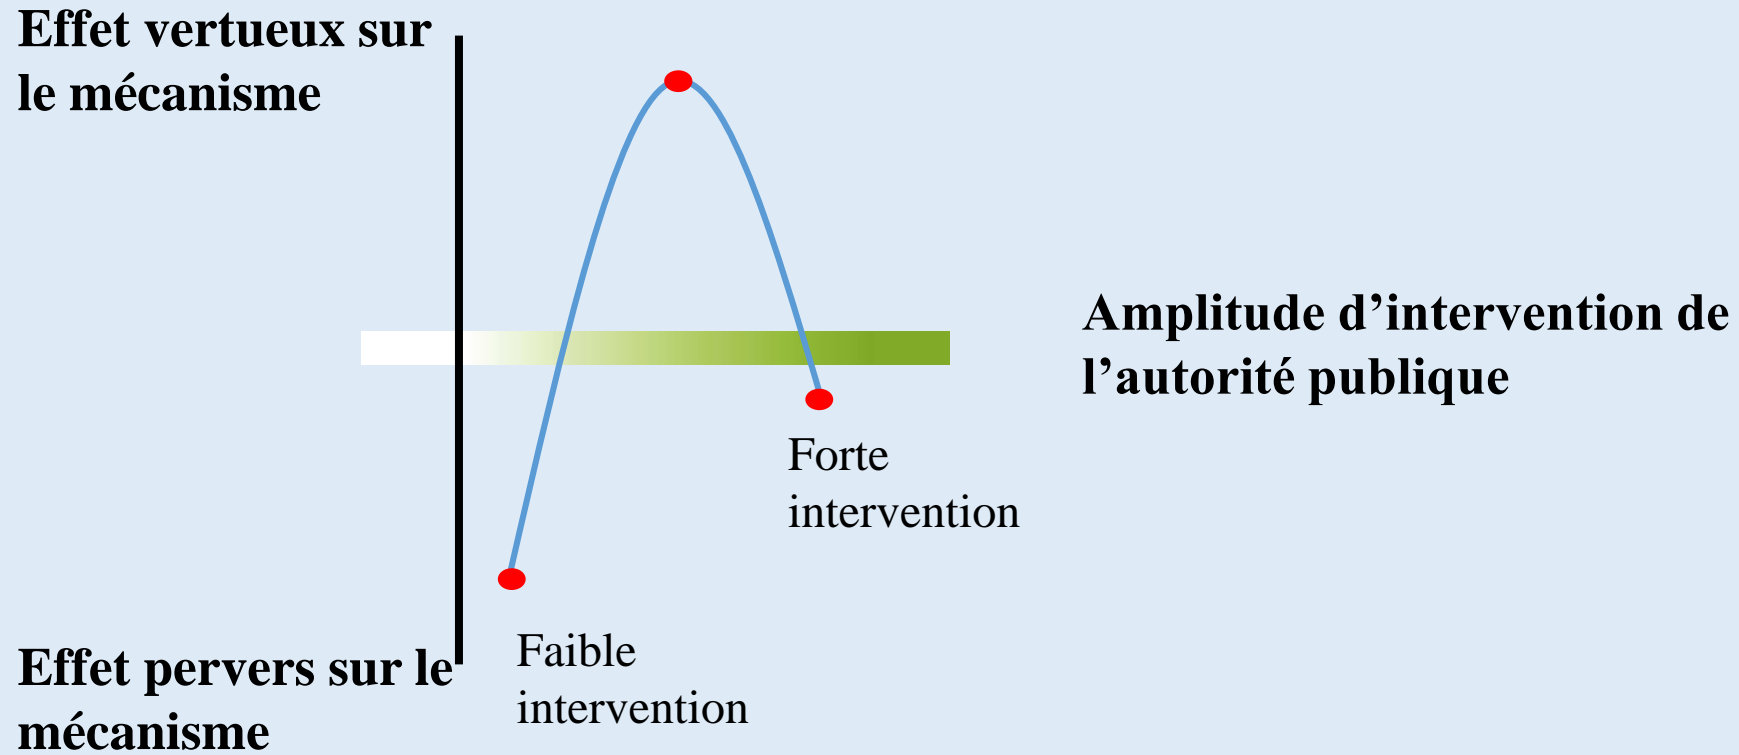 Effet vertueux sur
le mécanisme
Amplitude d’intervention de
l’autorité publique
Forte
intervention
Faible
intervention
Effet pervers sur le
mécanisme